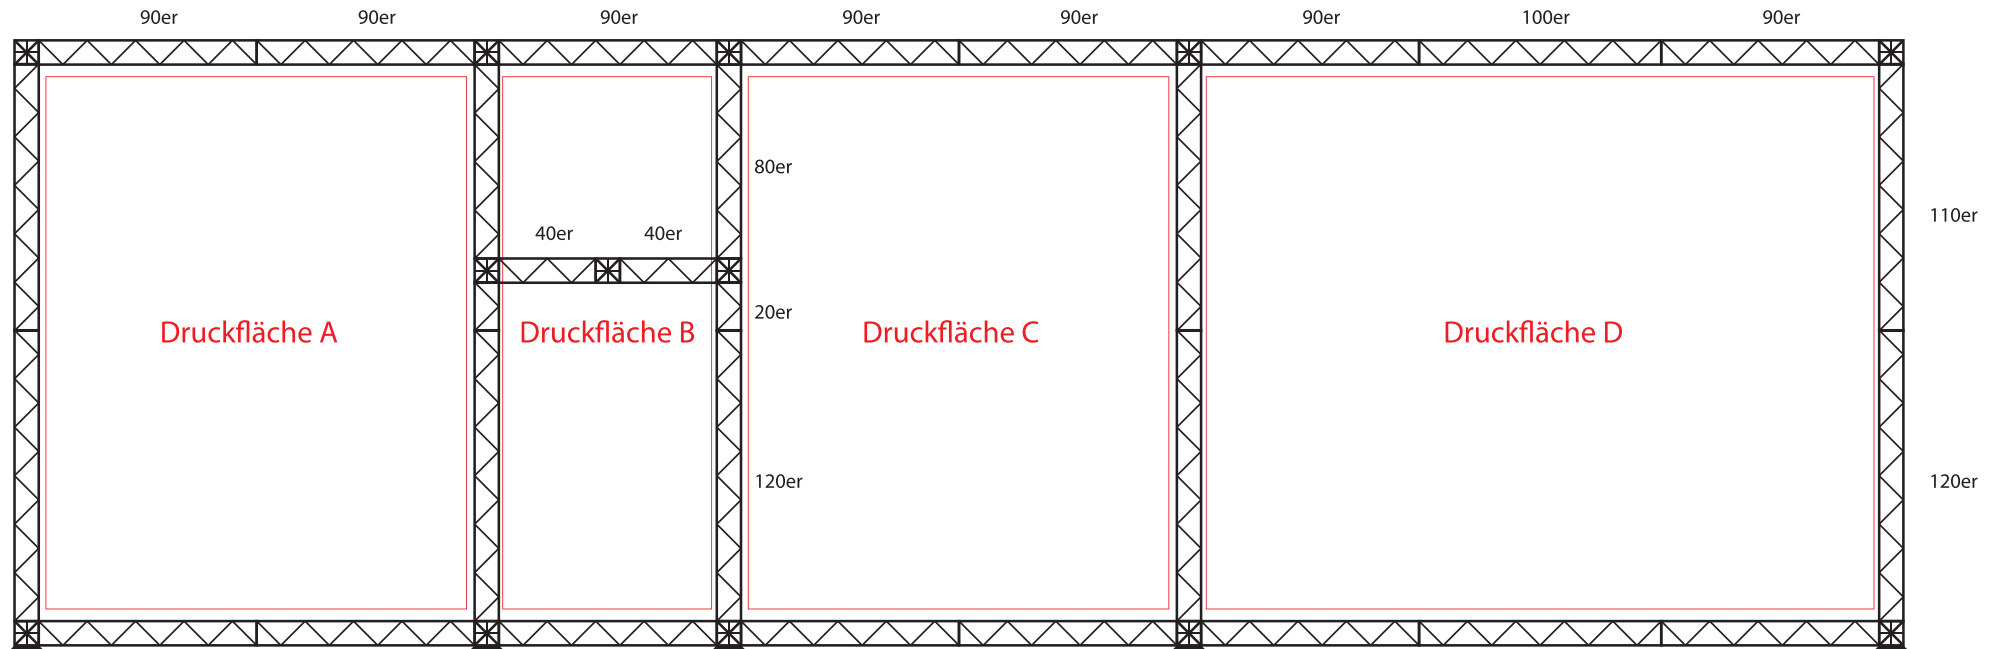 90er 90er 90er 90er 90er 90er 100er 90er
80er
110er
40er 40er
20er
Druckfläche A Druckfläche B Druckfläche C Druckfläche D
120er 120er